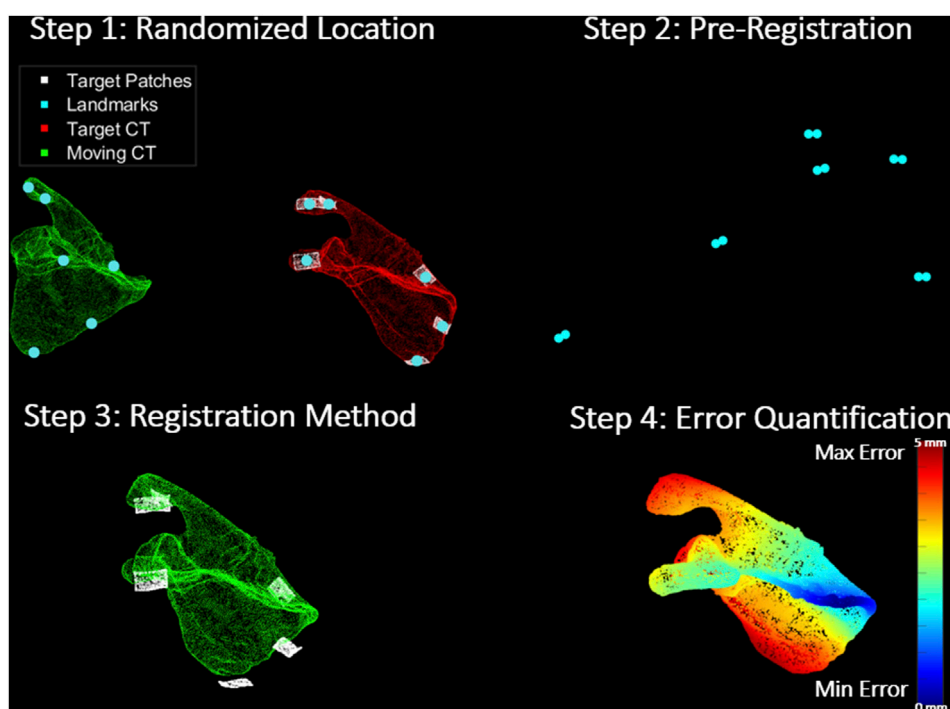 Step 1: Randomized Location
Step 2: Pre-Registration
Target Patches
Landmarks
Target CT
Moving CT
Step 3: Registration Method
Step 4: Error Quantification
5 mm
Max Error
Min Error
0 mm